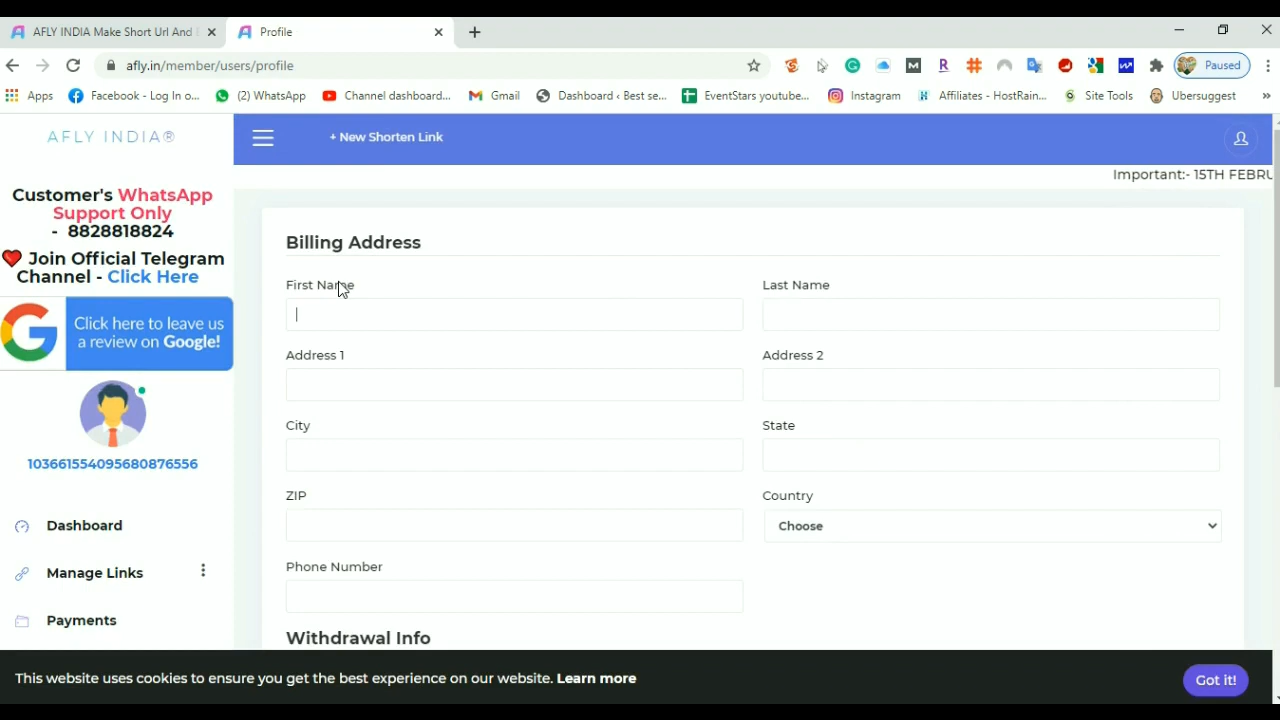 AFLY INDIA Make Short Url And
Profile
afly.in/member/users/profile
Paused
Apps
Facebook - Log In o...
(2) WhatsApp
Channel dashboard...
Gmail
Dashboard ‹ Best se...
EventStars youtube...
Instagram
Affiliates - HostRain...
Site Tools
Ubersuggest
»
AFLY INDIA®
+ New Shorten Link
Important:- 15TH FEBRU
Customer's WhatsApp
Support Only
- 8828818824
Join Official Telegram
Channel - Click Here
Click here to leave us
a review on Google!
103661554095680876556
Dashboard
Manage Links
Payments
Billing Address
First Name
Last Name
Address 1
Address 2
City
State
ZIP
Country
Choose
Phone Number
Withdrawal Info
This website uses cookies to ensure you get the best experience on our website. Learn more
Got it!